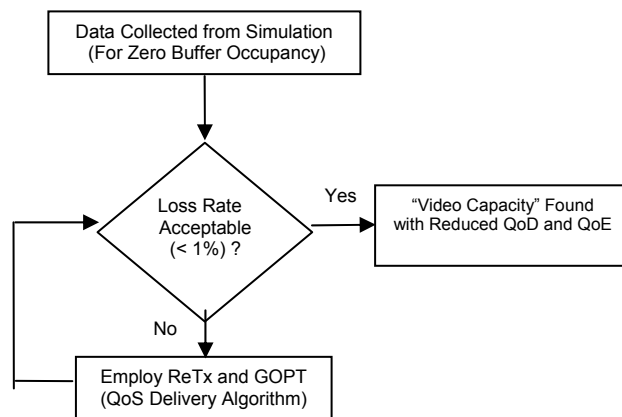 Data Collected from Simulation
(For Zero Buffer Occupancy)
Loss Rate
Acceptable
(< 1%) ?
Yes
“Video Capacity” Found
with Reduced QoD and QoE
No
Employ ReTx and GOPT
(QoS Delivery Algorithm)